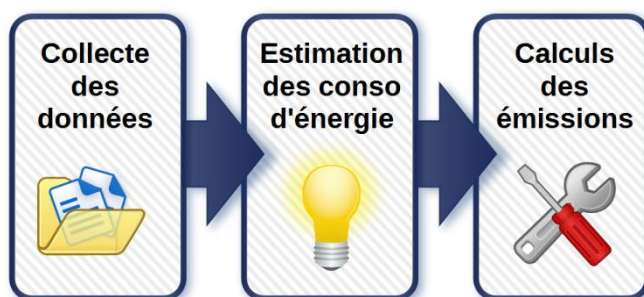 Collecte
des
données
Estimation
des conso
d'énergie
Calculs
des
émissions